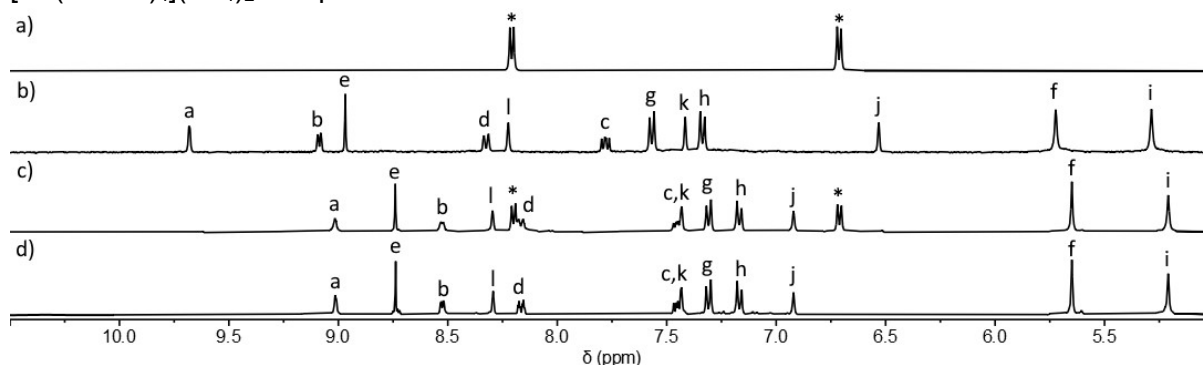 a) * *
b) a b e d l c g k h j f i
c) a e b l * d c,k g h j * f i
d) a e b l d c,k g h j f i
10.0 9.5 9.0 8.5 8.0 7.5 7.0 6.5 6.0 5.5
δ (ppm)